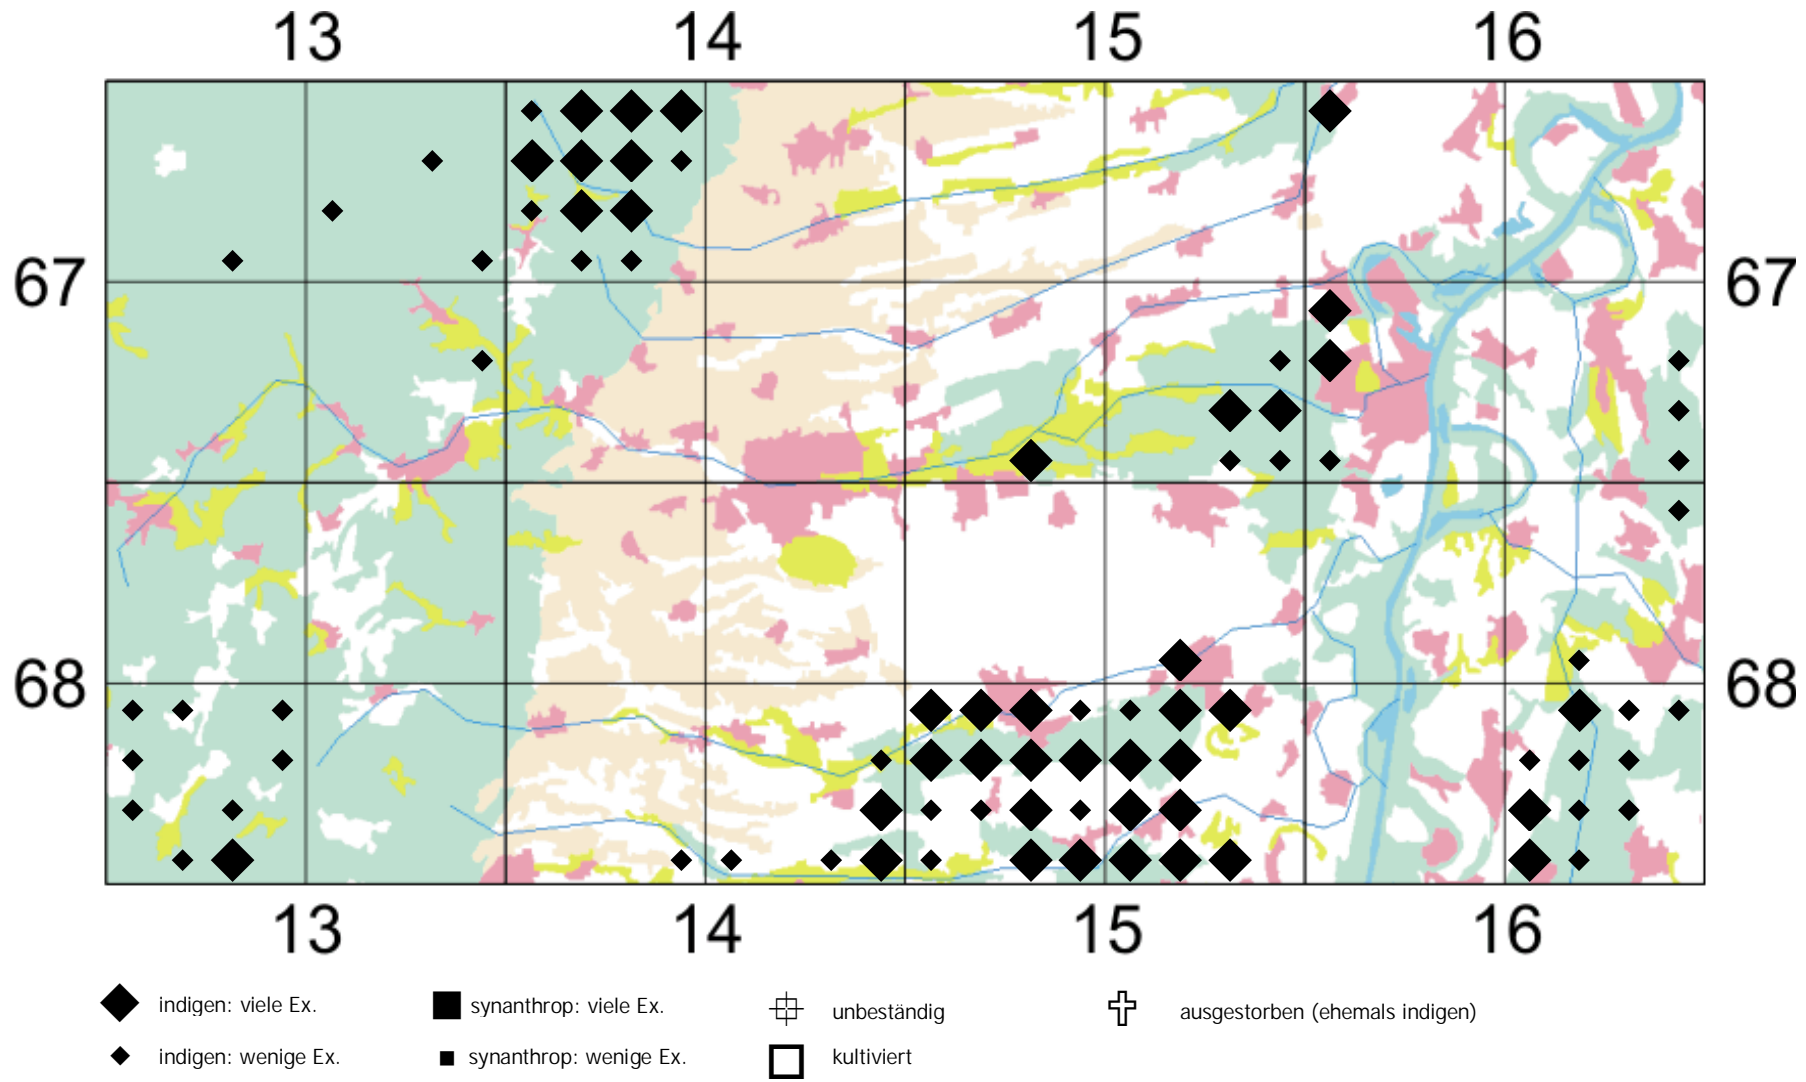 13 14 15 16
67 67
68 68
13 14 15 16
indigen: viele Ex. synanthrop: viele Ex. unbeständig ausgestorben (ehemals indigen)
indigen: wenige Ex. synanthrop: wenige Ex. kultiviert